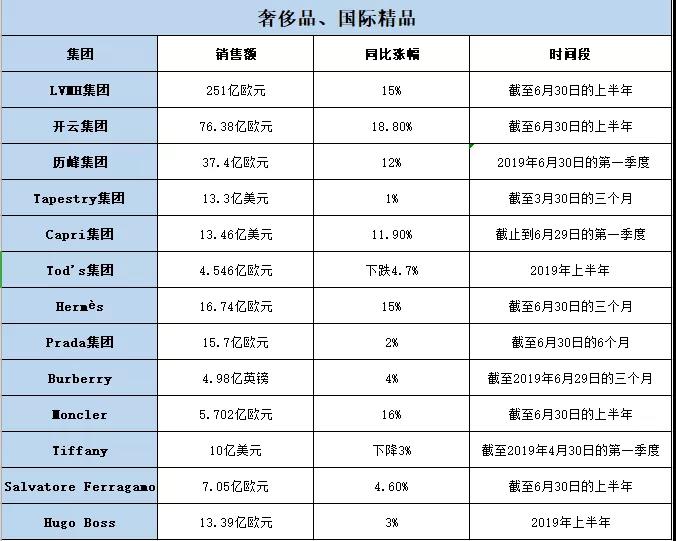 奢侈品、国际精品
集团 销售额 同比涨幅 时间段
LVMH集团 251亿欧元 15% 截至6月30日的上半年
开云集团 76.38亿欧元 18.80% 截至6月30日的上半年
历峰集团 37.4亿欧元 12% 2019年6月30日的第一季度
Tapestry集团 13.3亿美元 1% 截至3月30日的三个月
Capri集团 13.46亿美元 11.90% 截止到6月29日的第一季度
Tod's集团 4.546亿欧元 下跌4.7% 2019年上半年
Hermès 16.74亿欧元 15% 截至6月30日的三个月
Prada集团 15.7亿欧元 2% 截至6月30日的6个月
Burberry 4.98亿英镑 4% 截至2019年6月29日的三个月
Moncler 5.702亿欧元 16% 截至6月30日的上半年
Tiffany 10亿美元 下降3% 截至2019年4月30日的第一季度
Salvatore Ferragamo 7.05亿欧元 4.60% 截至6月30日的上半年
Hugo Boss 13.39亿欧元 3% 2019年上半年